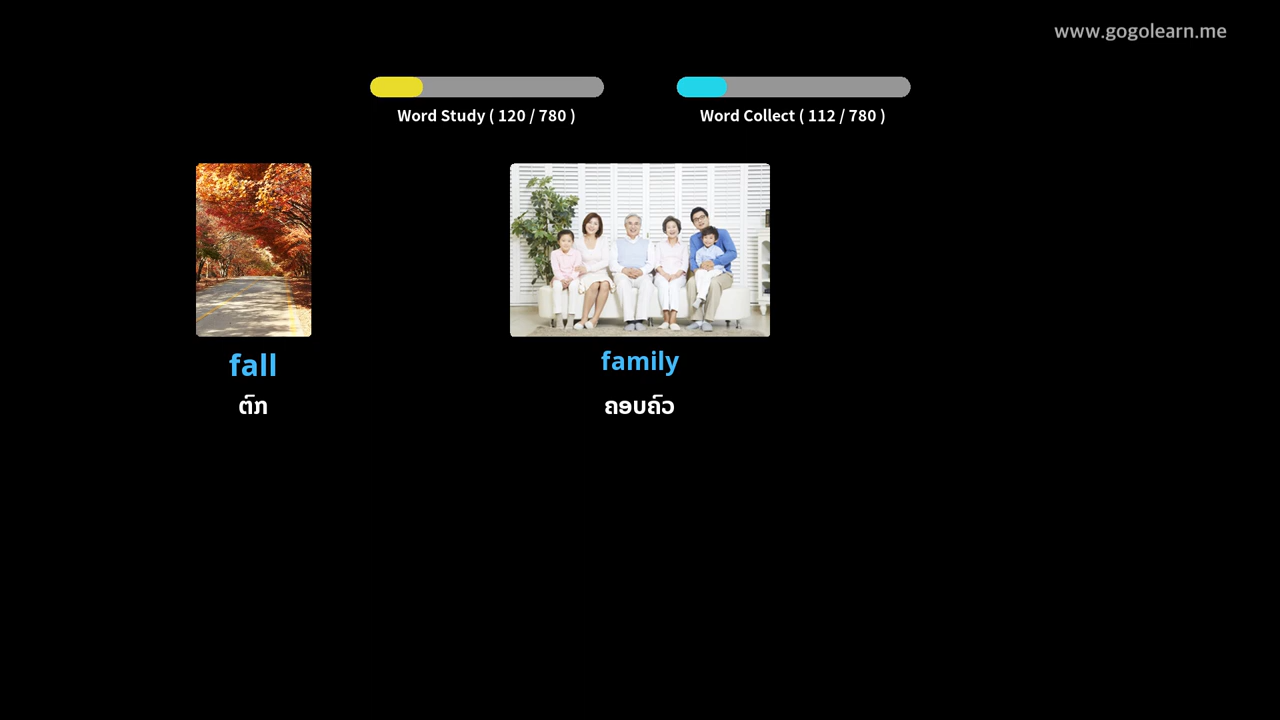 www.gogolearn.me
Word Study ( 120 / 780 )
Word Collect ( 112 / 780 )
fall
ຕົກ
family
ຄອບຄົວ